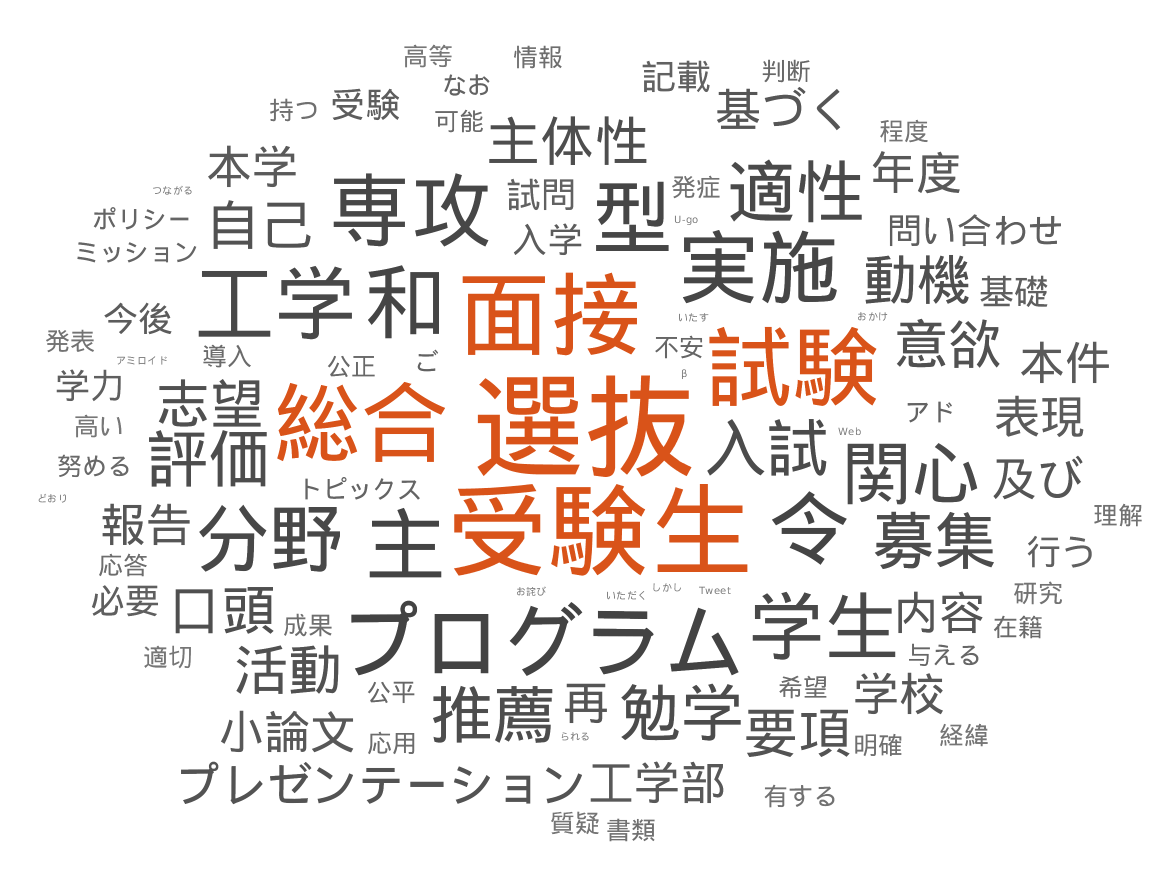 高等
情報
なお
記載
判断
持つ
受験
可能
主体性
基づく
程度
本学
つながる
専攻
試問
型
発症
適性
年度
ポリシー
自己
入学
U-go
問い合わせ
ミッション
実施
動機
基礎
工学
和
面接
今後
いたす
おかけ
意欲
発表
アミロイド
導入
公正
ご
不安
試験
本件
学力
志望
総合
選抜
β
アド
表現
高い
評価
入試
Web
関心
及び
努める
トピックス
どおり
報告
分野
主
受験生
令
募集
理解
行う
応答
必要
口頭
成果
お詫び
いただく
しかし
Tweet
学生
内容
研究
在籍
適切
活動
プログラム
与える
公平
推薦
再
勉学
希望
学校
小論文
応用
られる
要項
明確
経緯
プレゼンテーション
工学部
有する
質疑
書類